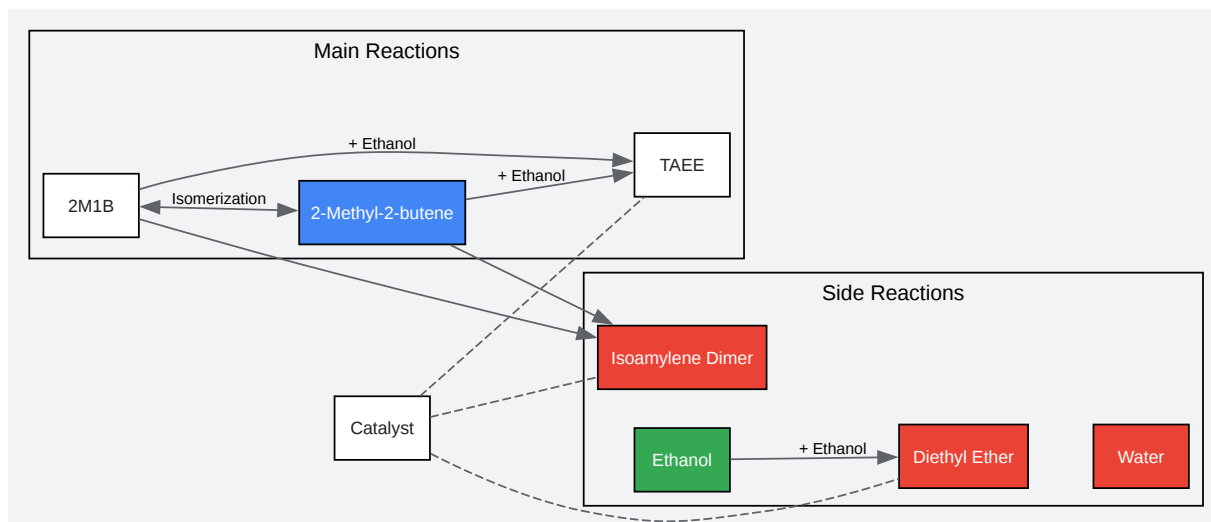 Main Reactions
+ Ethanol
TAEE
+ Ethanol
2M1B
Isomerization
2-Methyl-2-butene
Side Reactions
Isoamylene Dimer
Catalyst
Ethanol
+ Ethanol
Diethyl Ether
Water